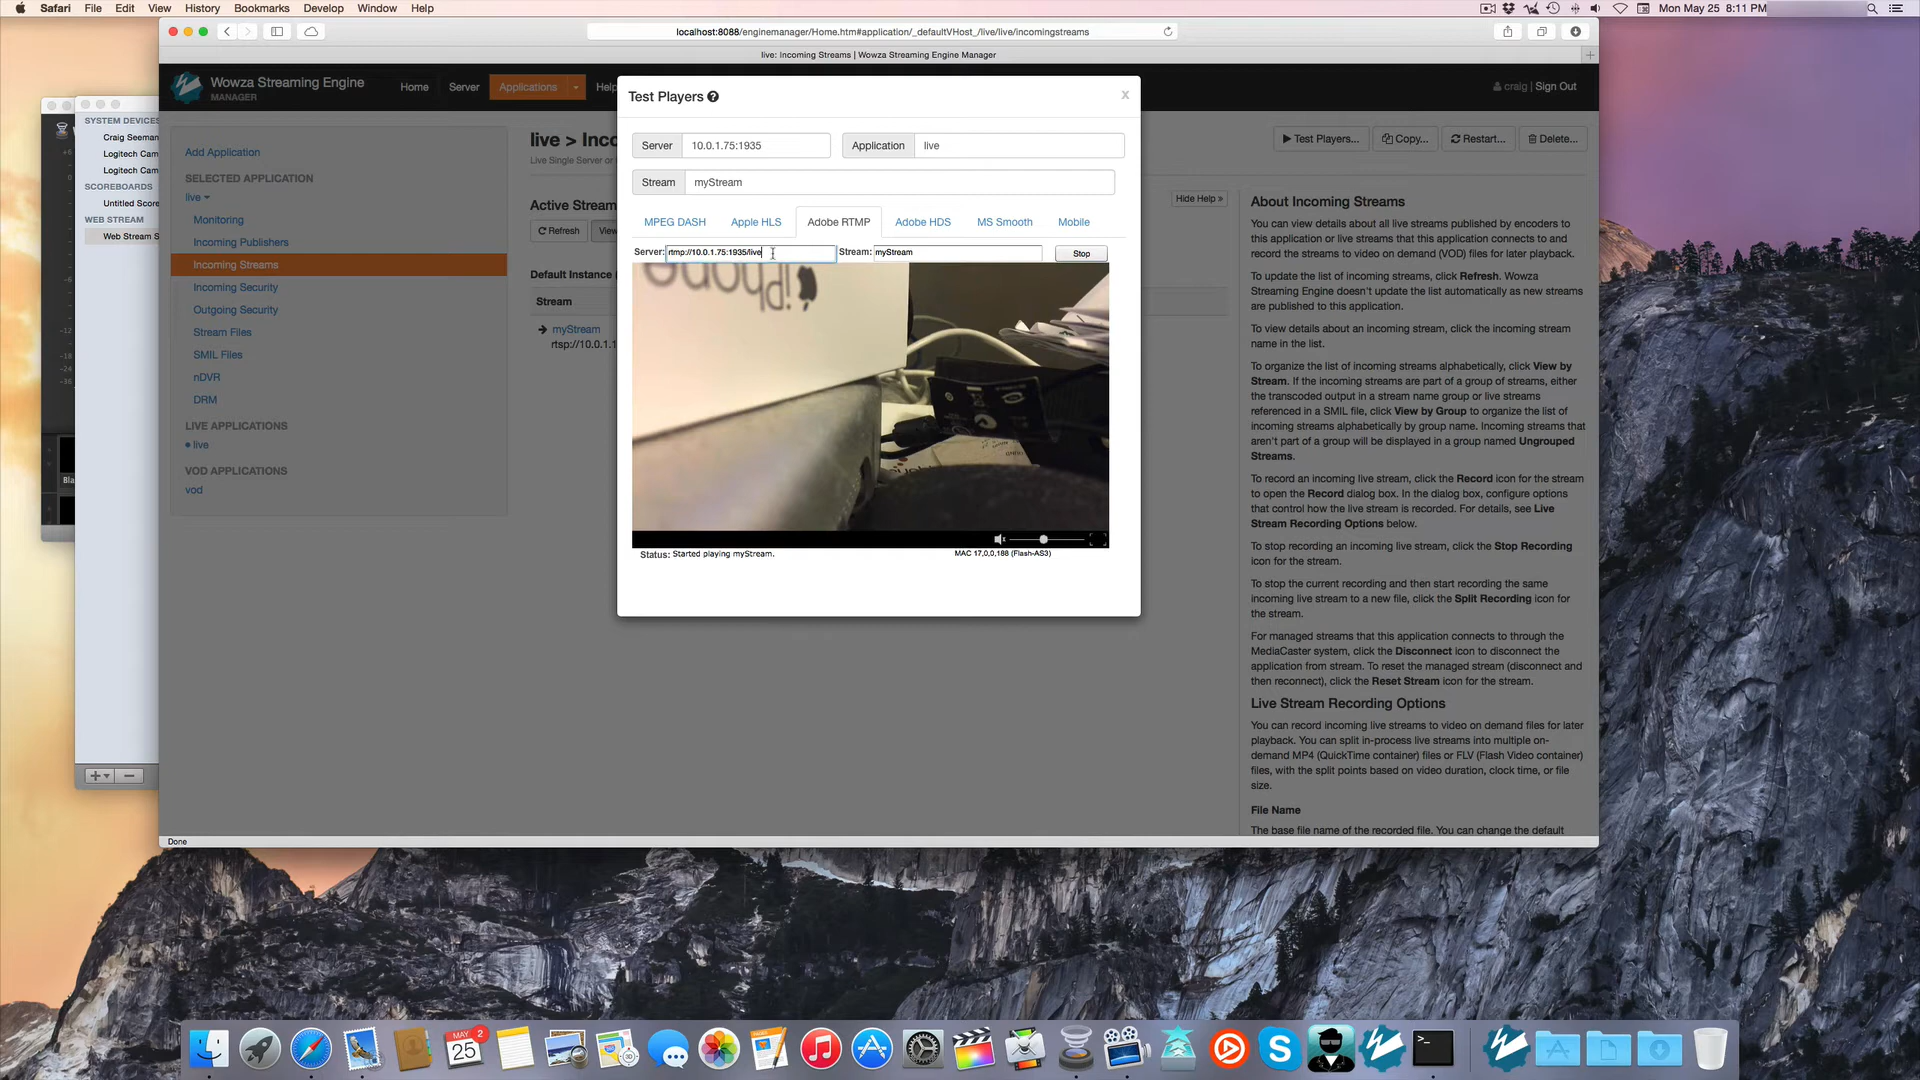 Safari File Edit View History Bookmarks Develop Window Help
Mon May 25 8:11 PM
localhost:8088/enginemanager/Home.htm#application/_defaultVHost_/live/live/incomingstreams
live: Incoming Streams | Wowza Streaming Engine Manager
Wowza Streaming Engine
MANAGER
Home Server Applications Help
craig | Sign Out
SYSTEM DEVICES
Craig Seeman
Logitech Cam
Logitech Cam
SCOREBOARDS
Untitled Score
WEB STREAM
Web Stream S
Add Application
SELECTED APPLICATION
live
Monitoring
Incoming Publishers
Incoming Streams
Incoming Security
Outgoing Security
Stream Files
SMIL Files
nDVR
DRM
LIVE APPLICATIONS
live
VOD APPLICATIONS
vod
live > Inc
Live Single Server or
Active Stream
Refresh View
Default Instance
Stream
myStream
rtsp://10.0.1.1
Test Players... Copy... Restart... Delete...
Hide Help »
Test Players
x
Server 10.0.1.75:1935
Application live
Stream myStream
MPEG DASH Apple HLS Adobe RTMP Adobe HDS MS Smooth Mobile
Server: rtmp://10.0.1.75:1935/live Stream: myStream Stop
iPhone
Status: Started playing myStream.
MAC 17,0,0,188 (Flash-AS3)
About Incoming Streams
You can view details about all live streams published by encoders to
this application or live streams that this application connects to and
record the streams to video on demand (VOD) files for later playback.
To update the list of incoming streams, click Refresh. Wowza
Streaming Engine doesn't update the list automatically as new streams
are published to this application.
To view details about an incoming stream, click the incoming stream
name in the list.
To organize the list of incoming streams alphabetically, click View by
Stream. If the incoming streams are part of a group of streams, either
the transcoded output in a stream name group or live streams
referenced in a SMIL file, click View by Group to organize the list of
incoming streams alphabetically by group name. Incoming streams that
aren't part of a group will be displayed in a group named Ungrouped
Streams.
To record an incoming live stream, click the Record icon for the stream
to open the Record dialog box. In the dialog box, configure options
that control how the live stream is recorded. For details, see Live
Stream Recording Options below.
To stop recording an incoming live stream, click the Stop Recording
icon for the stream.
To stop the current recording and then start recording the same
incoming live stream to a new file, click the Split Recording icon for
the stream.
For managed streams that this application connects to through the
MediaCaster system, click the Disconnect icon to disconnect the
application from stream. To reset the managed stream (disconnect and
then reconnect), click the Reset Stream icon for the stream.
Live Stream Recording Options
You can record incoming live streams to video on demand files for later
playback. You can split in-process live streams into multiple on-
demand MP4 (QuickTime container) files or FLV (Flash Video container)
files, with the split points based on video duration, clock time, or file
size.
File Name
The base file name of the recorded file. You can change the default
Done
MAY
25
2